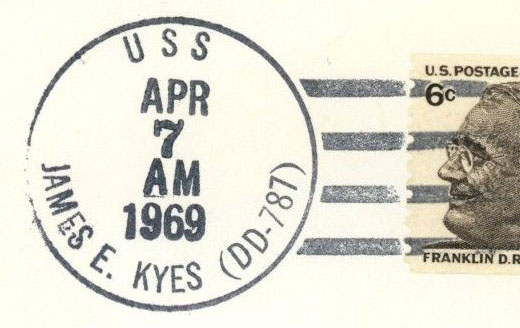 USS
APR
7
AM
1969
JAMES E. KYES (DD-787)
U.S. POSTAGE
6c
FRANKLIN D.R